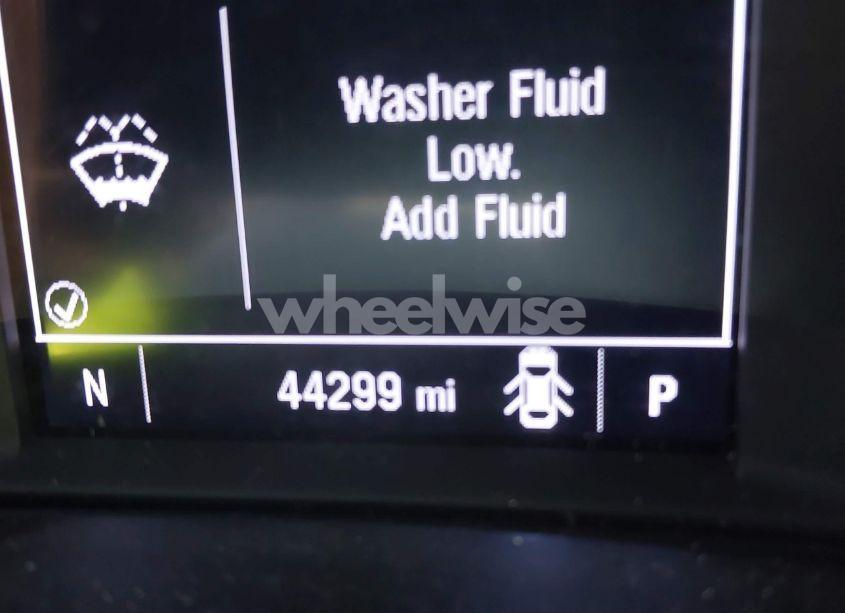 Washer Fluid
Low.
Add Fluid
wheelwise
N 44299 mi P